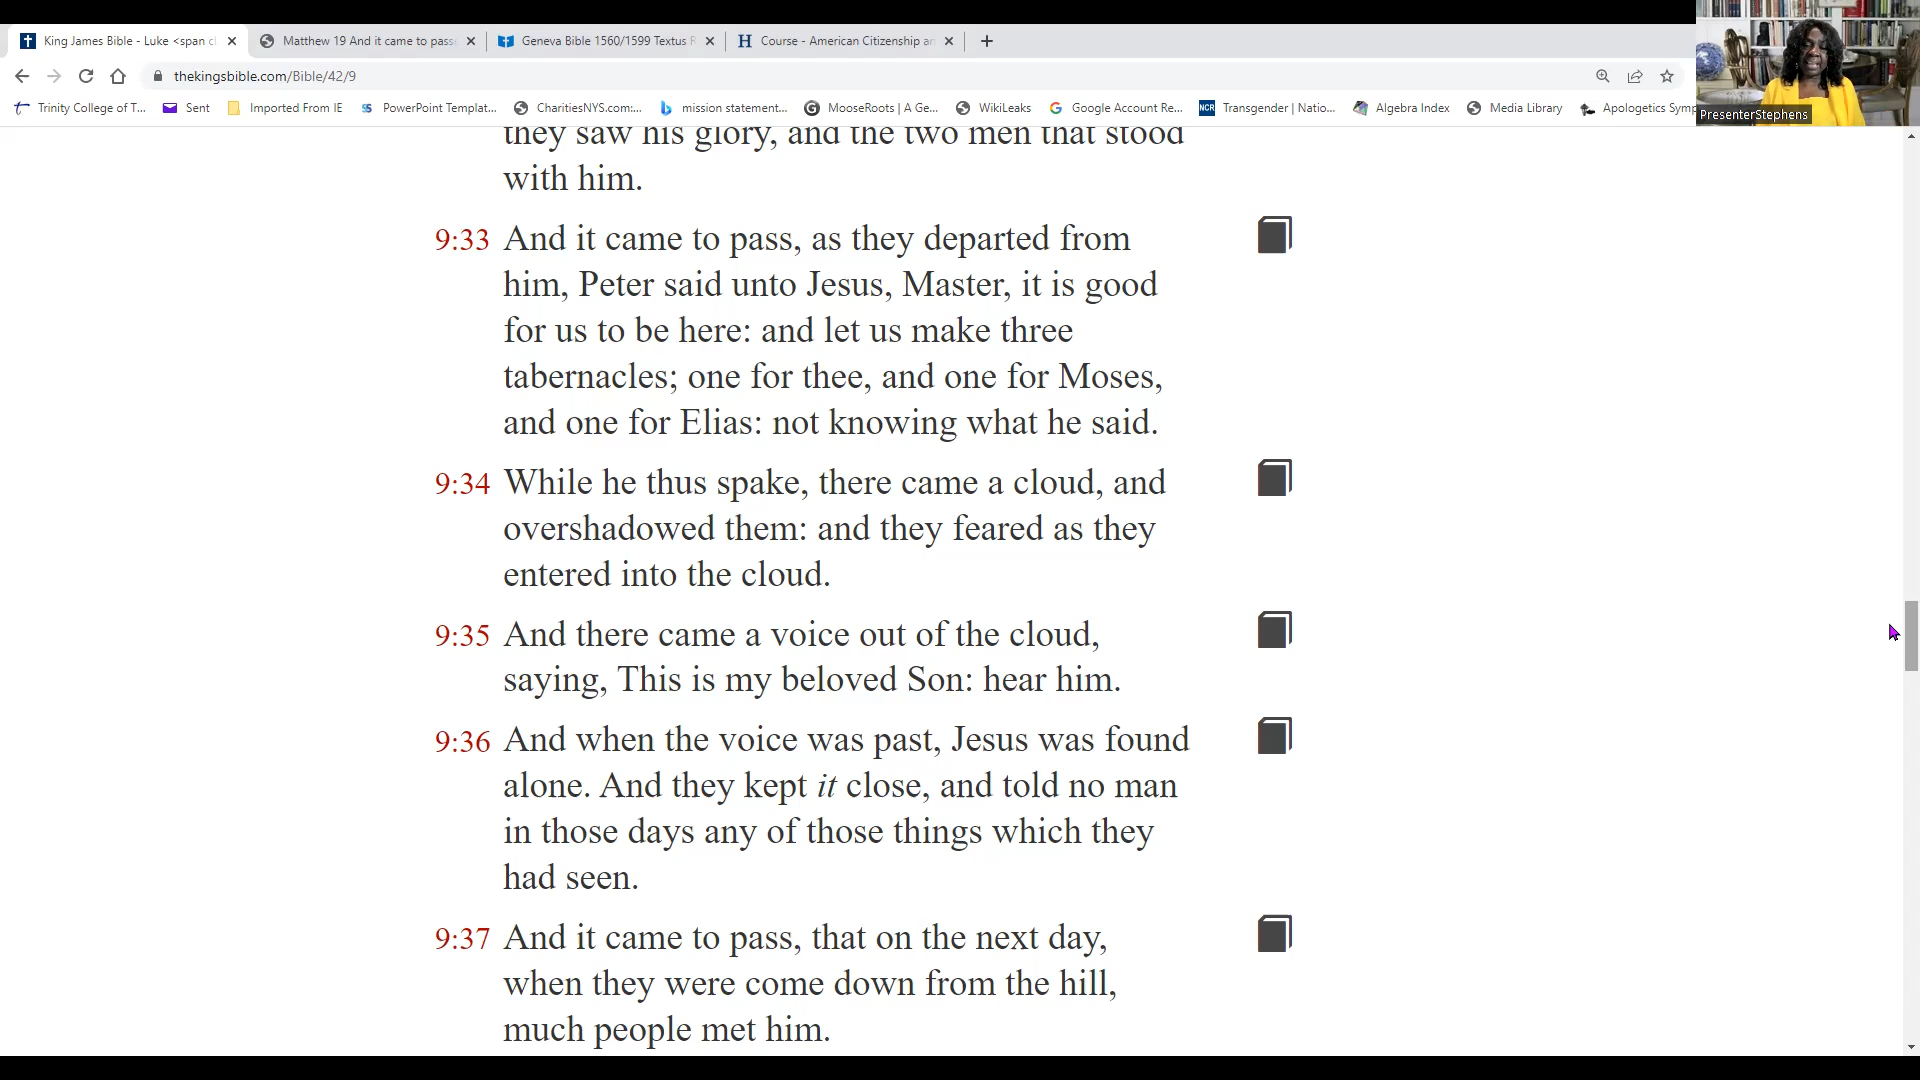 King James Bible - Luke <span cl
Matthew 19 And it came to pass
Geneva Bible 1560/1599 Textus R
Course - American Citizenship an
thekingsbible.com/Bible/42/9
Trinity College of T...
Sent
Imported From IE
PowerPoint Templat...
CharitiesNYS.com:...
mission statement...
MooseRoots | A Ge...
WikiLeaks
Google Account Re...
NCR
Transgender | Natio...
Algebra Index
Media Library
Apologetics Symp
PresenterStephens
they saw his glory, and the two men that stood
with him.
9:33 And it came to pass, as they departed from
him, Peter said unto Jesus, Master, it is good
for us to be here: and let us make three
tabernacles; one for thee, and one for Moses,
and one for Elias: not knowing what he said.
9:34 While he thus spake, there came a cloud, and
overshadowed them: and they feared as they
entered into the cloud.
9:35 And there came a voice out of the cloud,
saying, This is my beloved Son: hear him.
9:36 And when the voice was past, Jesus was found
alone. And they kept it close, and told no man
in those days any of those things which they
had seen.
9:37 And it came to pass, that on the next day,
when they were come down from the hill,
much people met him.